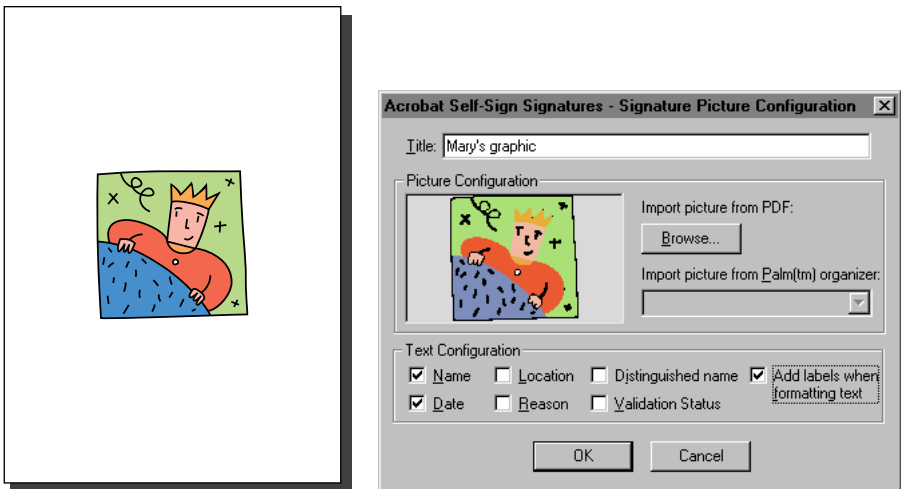 Acrobat Self-Sign Signatures - Signature Picture Configuration
Title: Mary's graphic
Picture Configuration
Import picture from PDF:
Browse...
Import picture from Palm(tm) organizer:
Text Configuration
Name Location Distinguished name Add labels when
formatting text
Date Reason Validation Status
OK Cancel